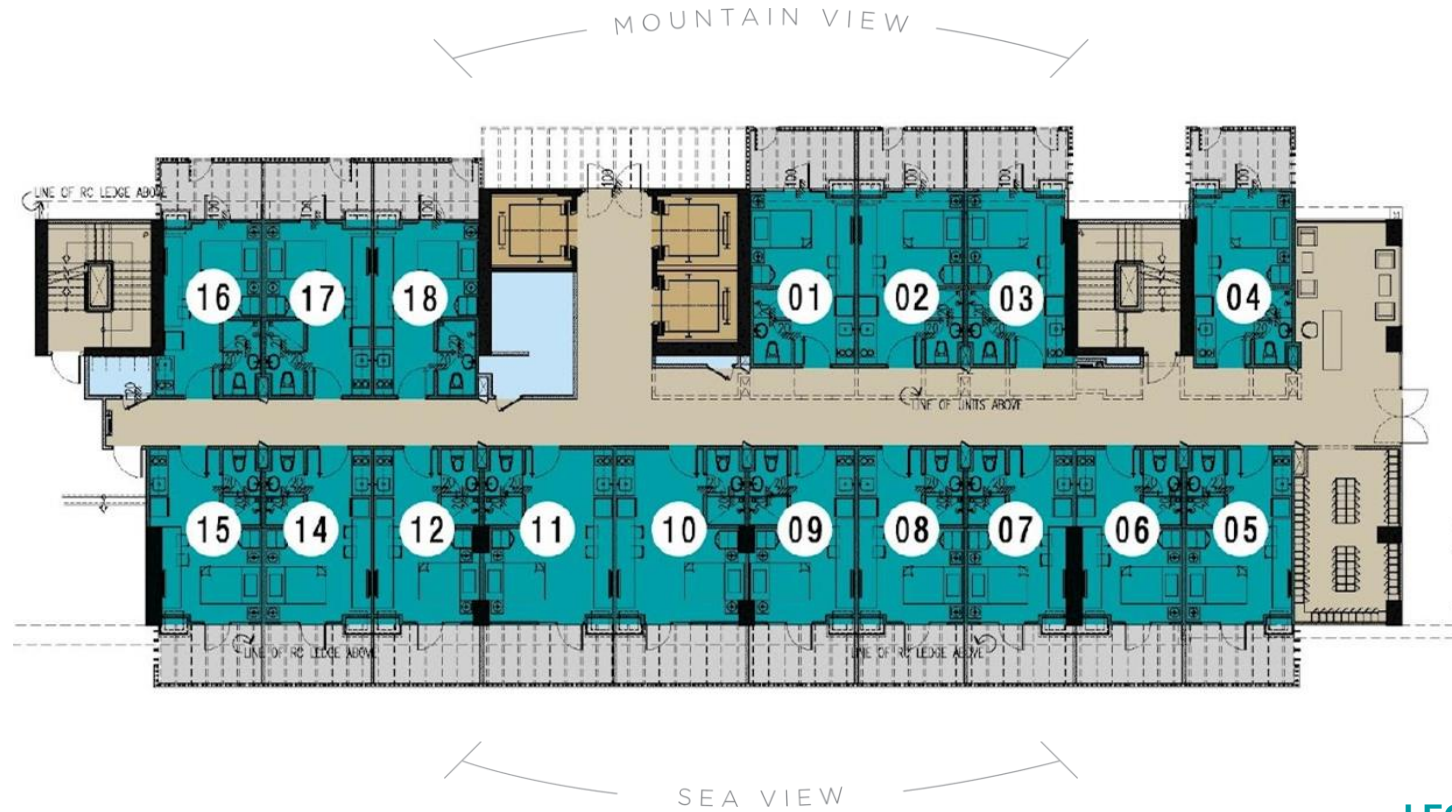 MOUNTAIN VIEW
LINE OF RC LEDGE ABOVE
16 17 18 01 02 03 04
LINE OF UNITS ABOVE
15 14 12 11 10 09 08 07 06 05
LINE OF RC LEDGE ABOVE
LINE OF RC LEDGE ABOVE
SEA VIEW